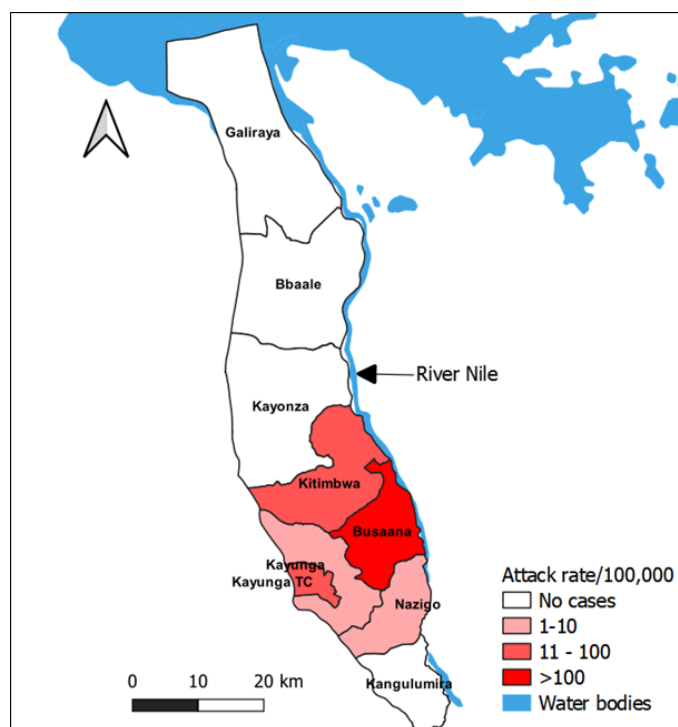 Galiraya
Bbaale
River Nile
Kayonza
Kitimbwa
Busaana
Kayunga
Kayunga TC
Nazigo
Kangulumira
Attack rate/100,000
No cases
1-10
11 - 100
>100
Water bodies
0 10 20 km